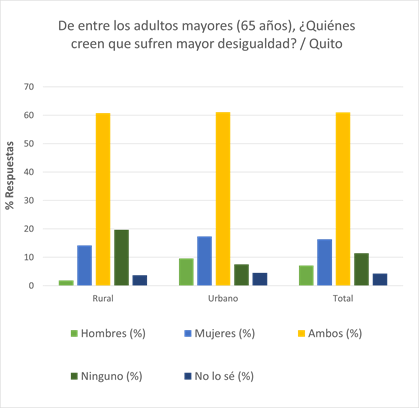 De entre los adultos mayores (65 años), ¿Quiénes
creen que sufren mayor desigualdad? / Quito
% Respuestas
70
60
50
40
30
20
10
0
Rural Urbano Total
Hombres (%) Mujeres (%) Ambos (%)
Ninguno (%) No lo sé (%)